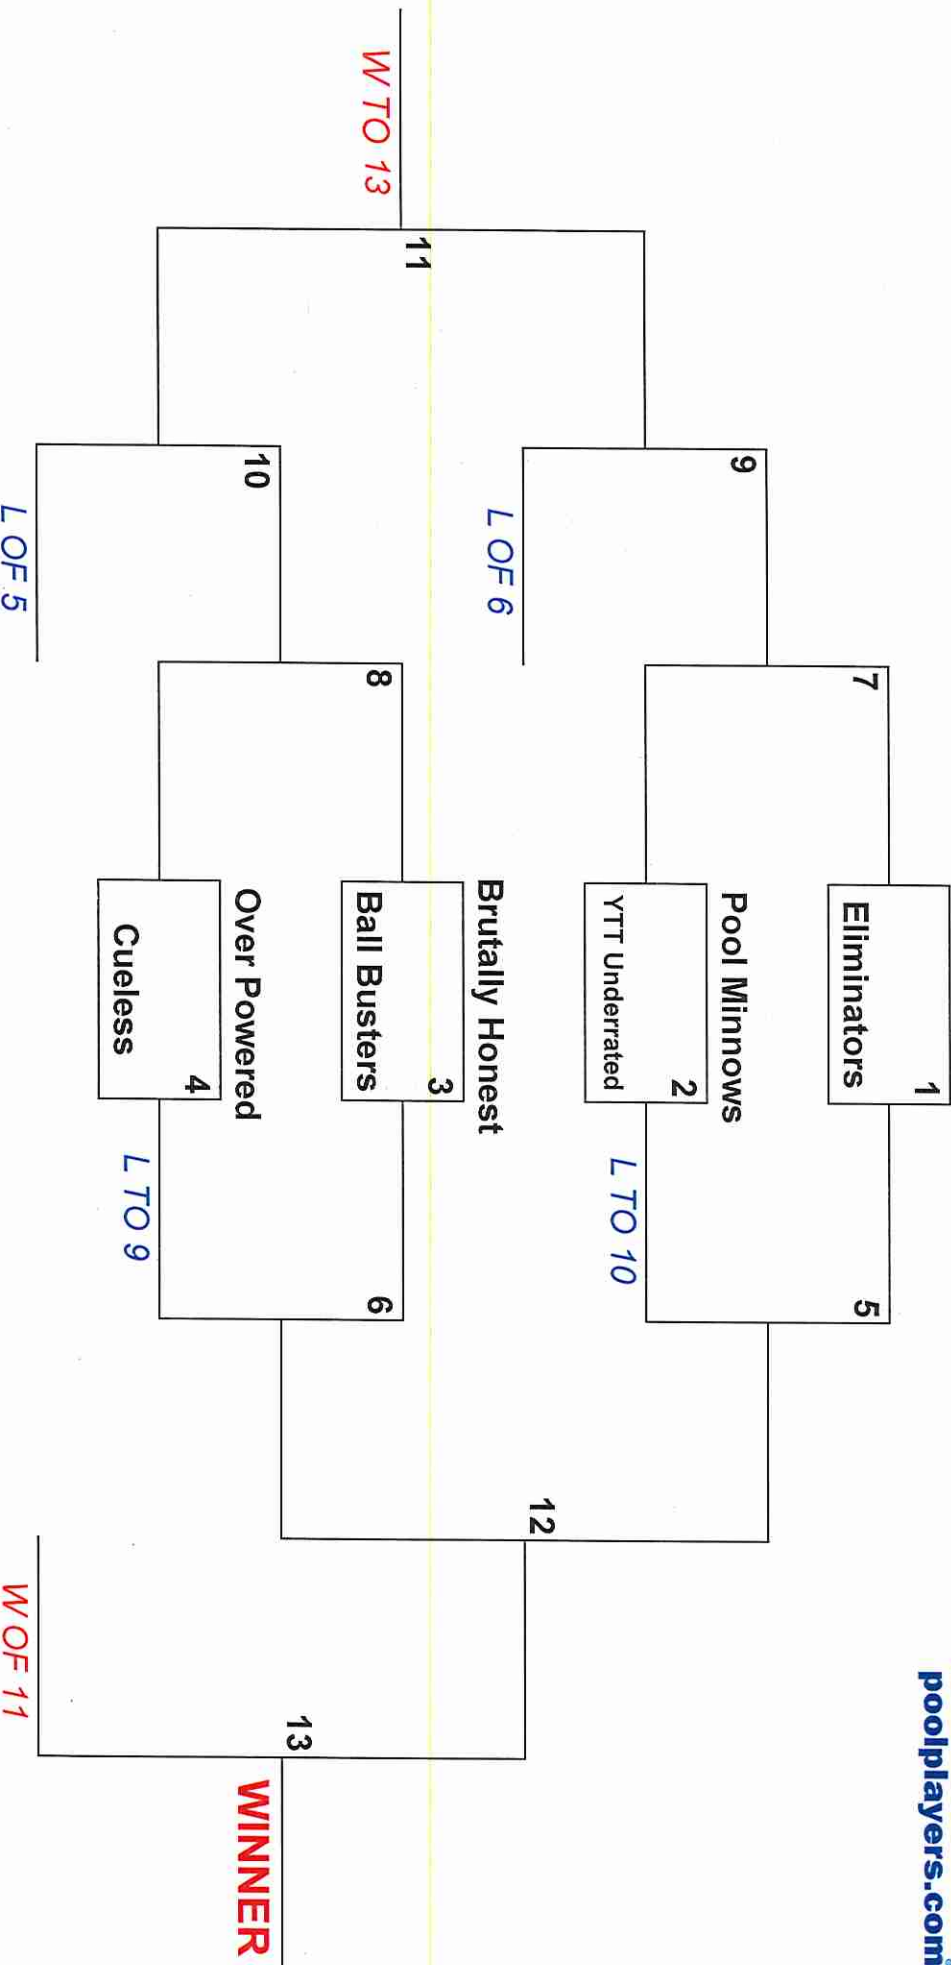 poolplayers.com
1
7
Eliminators
5
9
Pool Minnows
2
YTT Underrated
L TO 10
12
L OF 6
Brutally Honest
3
11
W TO 13
8
Ball Busters
6
13
10
Over Powered
WINNER
4
Cueless
L TO 9
L OF 5
W OF 11